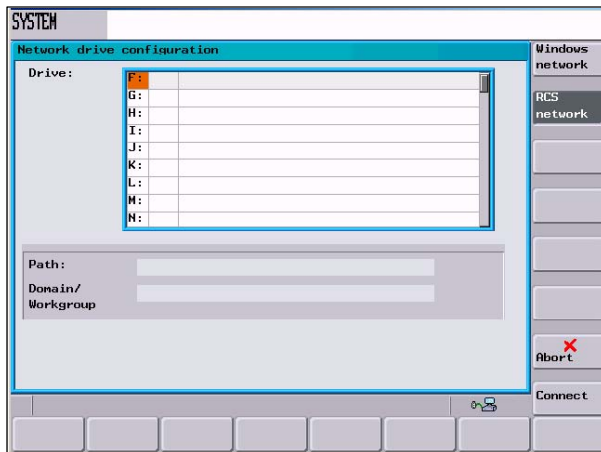 SYSTEM
Network drive configuration
Drive:
F:
G:
H:
I:
J:
K:
L:
M:
N:
Path:
Domain/
Workgroup
Windows
network
RCS
network
Abort
Connect